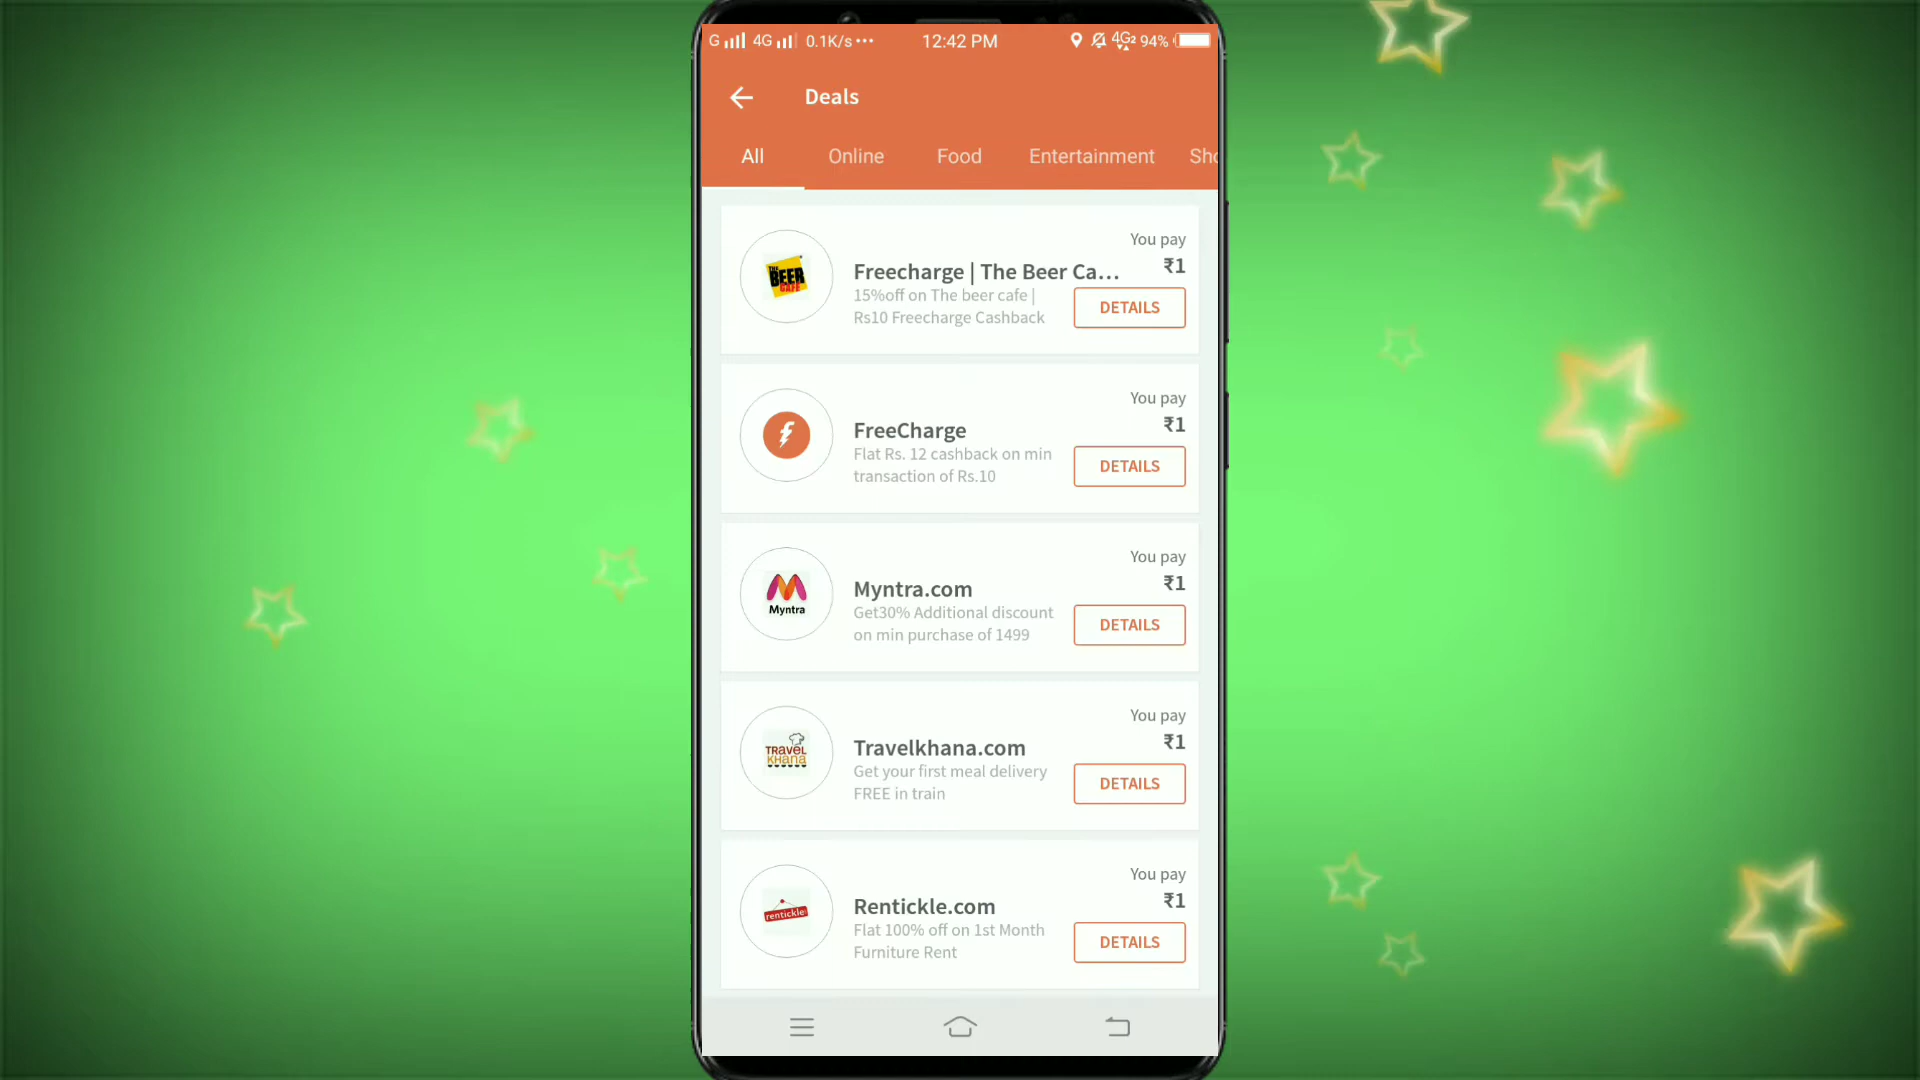 G 4G 0.1K/s... 12:42 PM 4G2 94%
Deals
All Online Food Entertainment Sho
You pay
₹1
THE BEER CAFE
Freecharge | The Beer Ca...
15%off on The beer cafe |
Rs10 Freecharge Cashback
DETAILS
You pay
₹1
FreeCharge
Flat Rs. 12 cashback on min
transaction of Rs.10
DETAILS
You pay
₹1
Myntra
Myntra.com
Get30% Additional discount
on min purchase of 1499
DETAILS
You pay
₹1
TRAVEL
KHANA
Travelkhana.com
Get your first meal delivery
FREE in train
DETAILS
You pay
₹1
rentickle
Rentickle.com
Flat 100% off on 1st Month
Furniture Rent
DETAILS